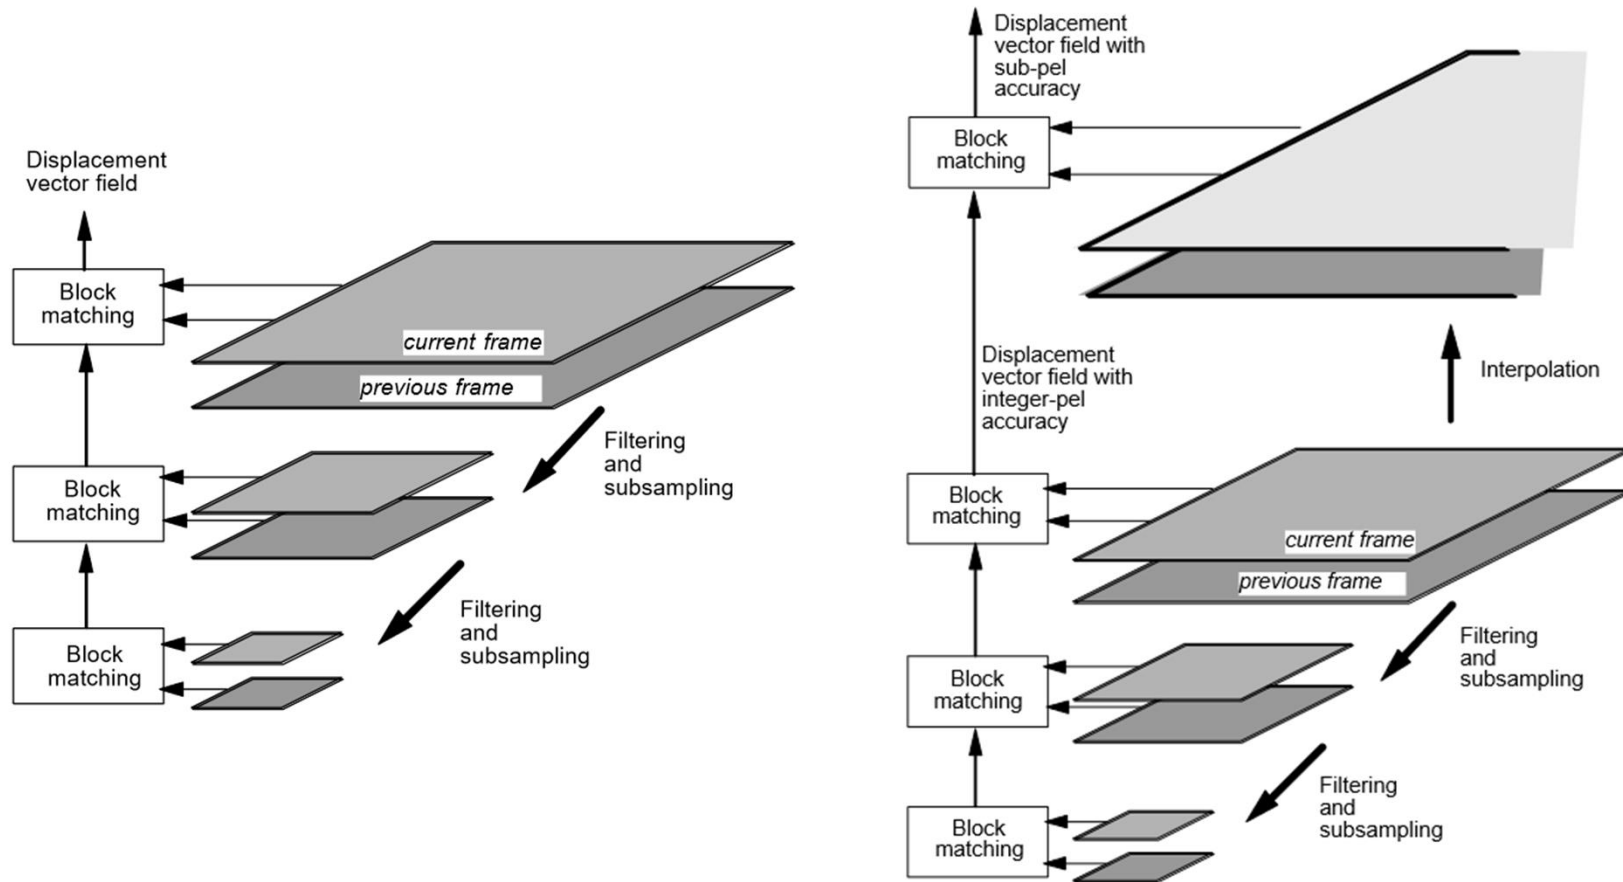 Displacement
vector field
Block
matching
current frame
previous frame
Filtering
and
subsampling
Block
matching
Filtering
and
subsampling
Block
matching
Displacement
vector field with
sub-pel
accuracy
Block
matching
Displacement
vector field with
integer-pel
accuracy
Interpolation
Block
matching
current frame
previous frame
Filtering
and
subsampling
Block
matching
Filtering
and
subsampling
Block
matching